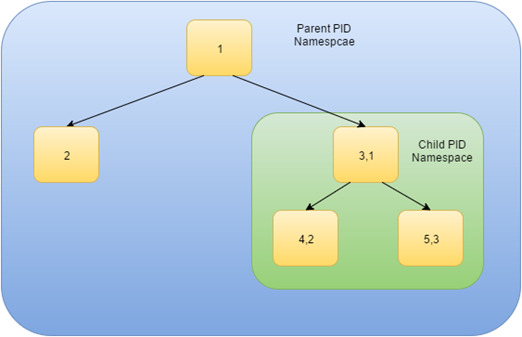 Parent PID
Namespcae
1
2
3,1
Child PID
Namespace
4,2
5,3